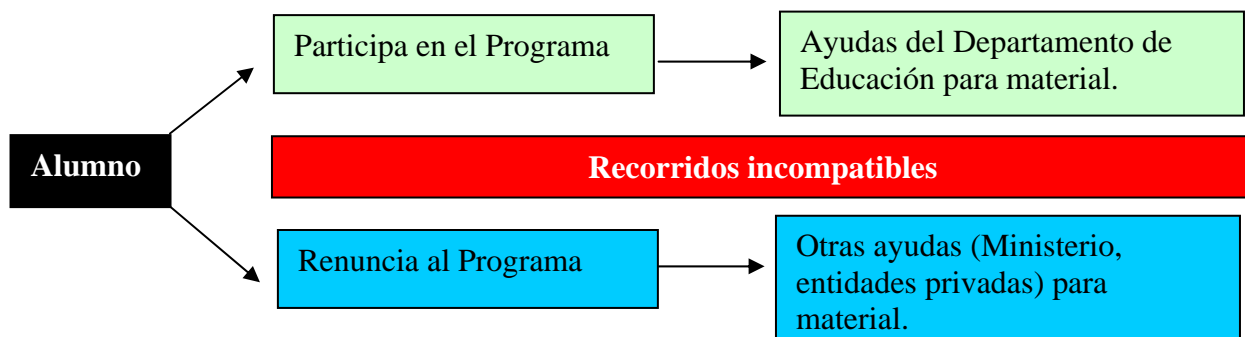 Participa en el Programa
Ayudas del Departamento de
Educación para material.
Alumno
Recorridos incompatibles
Renuncia al Programa
Otras ayudas (Ministerio,
entidades privadas) para
material.